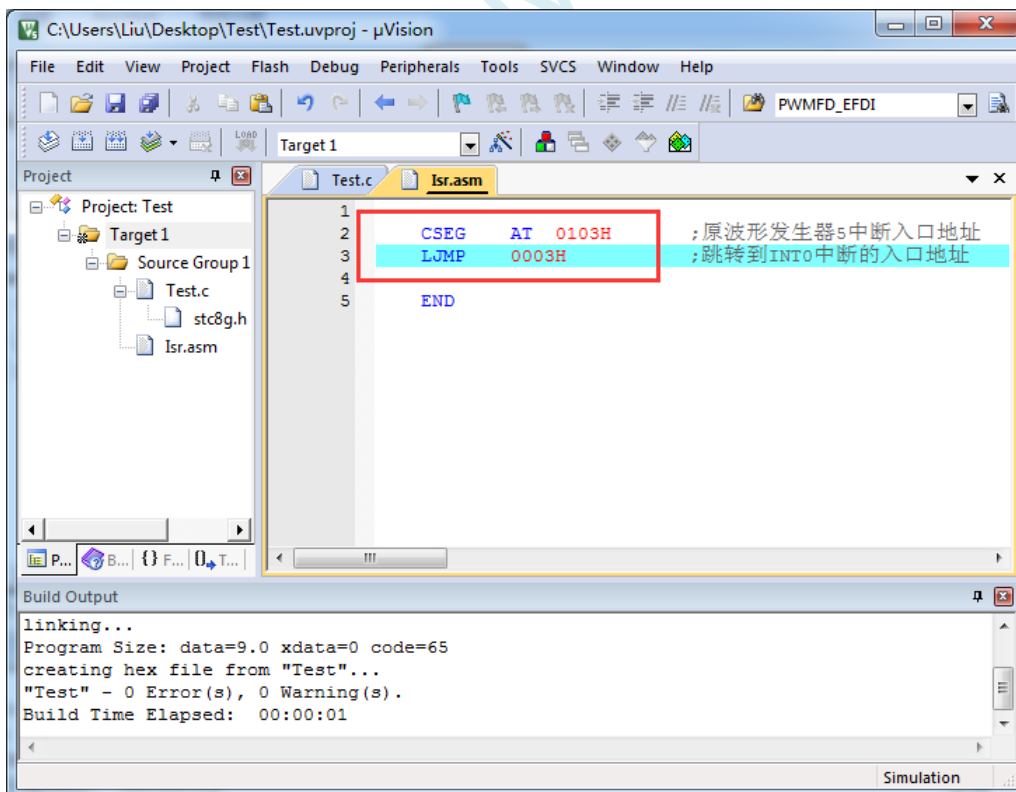 C:\Users\Liu\Desktop\Test\Test.uvproj - µVision
File Edit View Project Flash Debug Peripherals Tools SVCS Window Help
PWMFD_EFDI
LOAD Target 1
Project
Test.c Isr.asm
Project: Test
Target 1
Source Group 1
Test.c
stc8g.h
Isr.asm
1
2 CSEG AT 0103H ;原波形发生器5中断入口地址
3 LJMP 0003H ;跳转到INT0中断的入口地址
4
5 END
P... B... {} F... 0 T...
Build Output
linking...
Program Size: data=9.0 xdata=0 code=65
creating hex file from "Test"...
"Test" - 0 Error(s), 0 Warning(s).
Build Time Elapsed: 00:00:01
Simulation